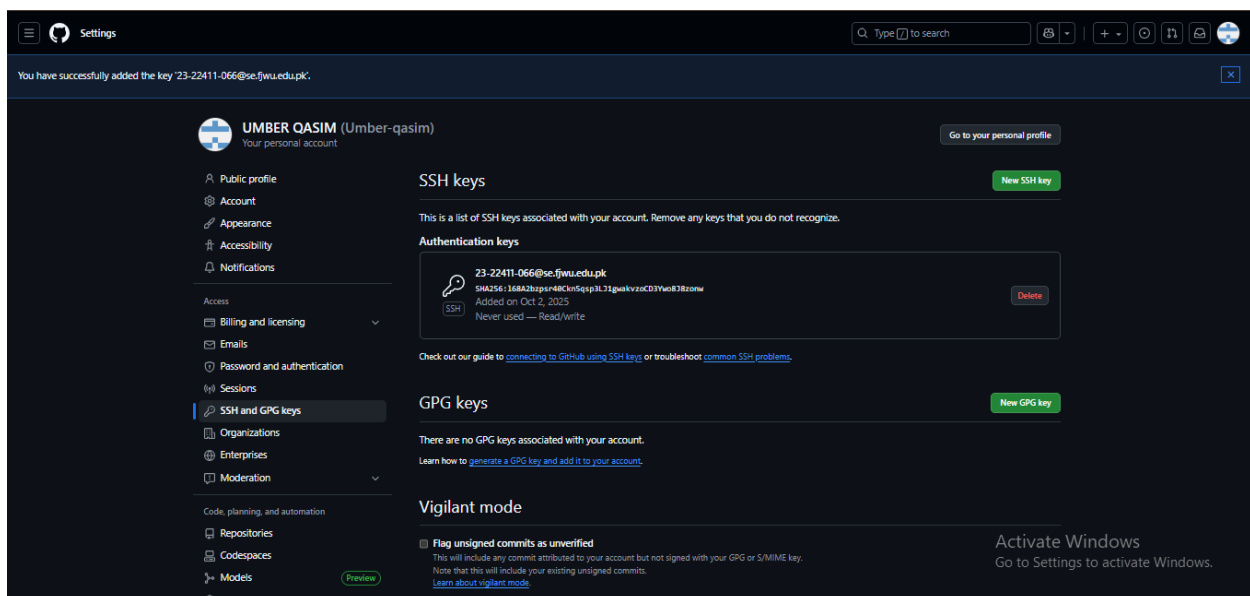 Settings
Type / to search
You have successfully added the key '23-22411-066@se.fjwu.edu.pk'.
UMBER QASIM (Umber-qasim)
Your personal account
Go to your personal profile
Public profile
Account
Appearance
Accessibility
Notifications
Access
Billing and licensing
Emails
Password and authentication
Sessions
SSH and GPG keys
Organizations
Enterprises
Moderation
Code, planning, and automation
Repositories
Codespaces
Models Preview
SSH keys
New SSH key
This is a list of SSH keys associated with your account. Remove any keys that you do not recognize.
Authentication keys
23-22411-066@se.fjwu.edu.pk
SSH
Added on Oct 2, 2025
Never used — Read/write
Delete
Check out our guide to connecting to GitHub using SSH keys or troubleshoot common SSH problems.
GPG keys
New GPG key
There are no GPG keys associated with your account.
Learn how to generate a GPG key and add it to your account.
Vigilant mode
Flag unsigned commits as unverified
This will include any commit attributed to your account but not signed with your GPG or S/MIME key.
Note that this will include your existing unsigned commits.
Learn about vigilant mode.
Activate Windows
Go to Settings to activate Windows.